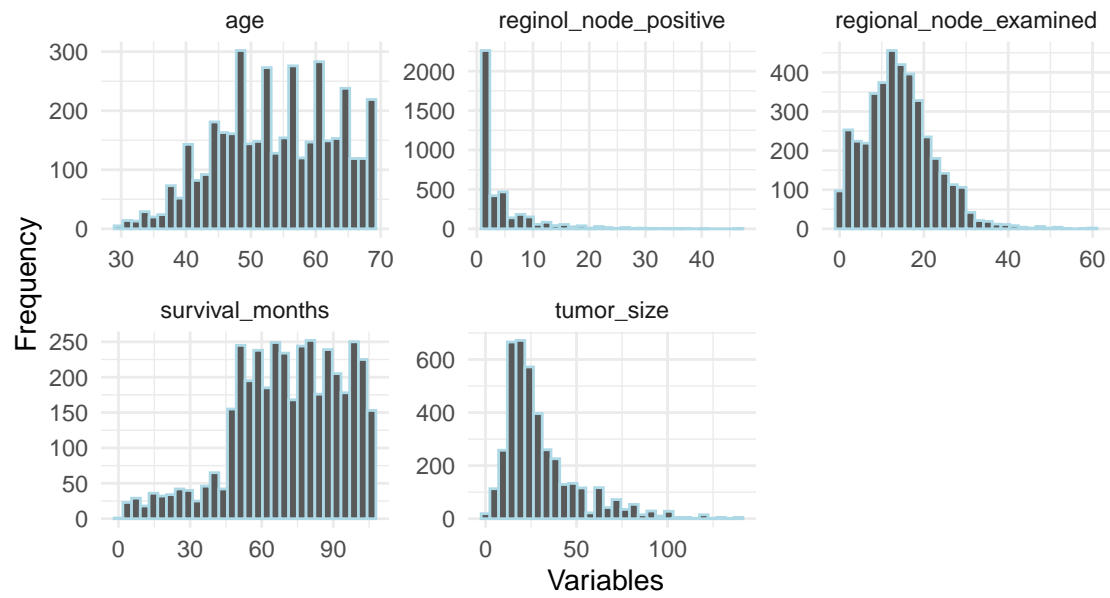 age
reginol_node_positive
regional_node_examined
300
200
100
0
30 40 50 60 70
2000
1500
1000
500
0
0 10 20 30 40
400
300
200
100
0
0 20 40 60
Frequency
survival_months
tumor_size
250
200
150
100
50
0
0 30 60 90
600
400
200
0
0 50 100
Variables